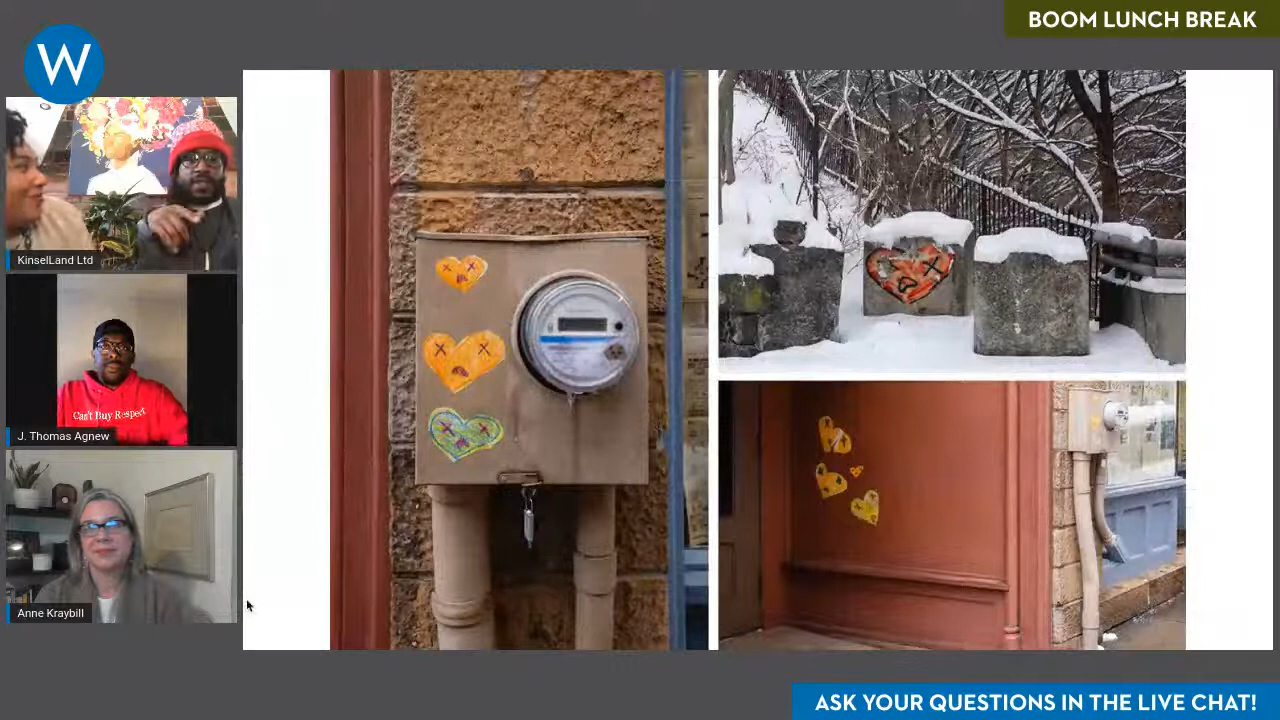 BOOM LUNCH BREAK
W
KinselLand Ltd
Can't Buy Respect
J. Thomas Agnew
Anne Kraybill
ASK YOUR QUESTIONS IN THE LIVE CHAT!